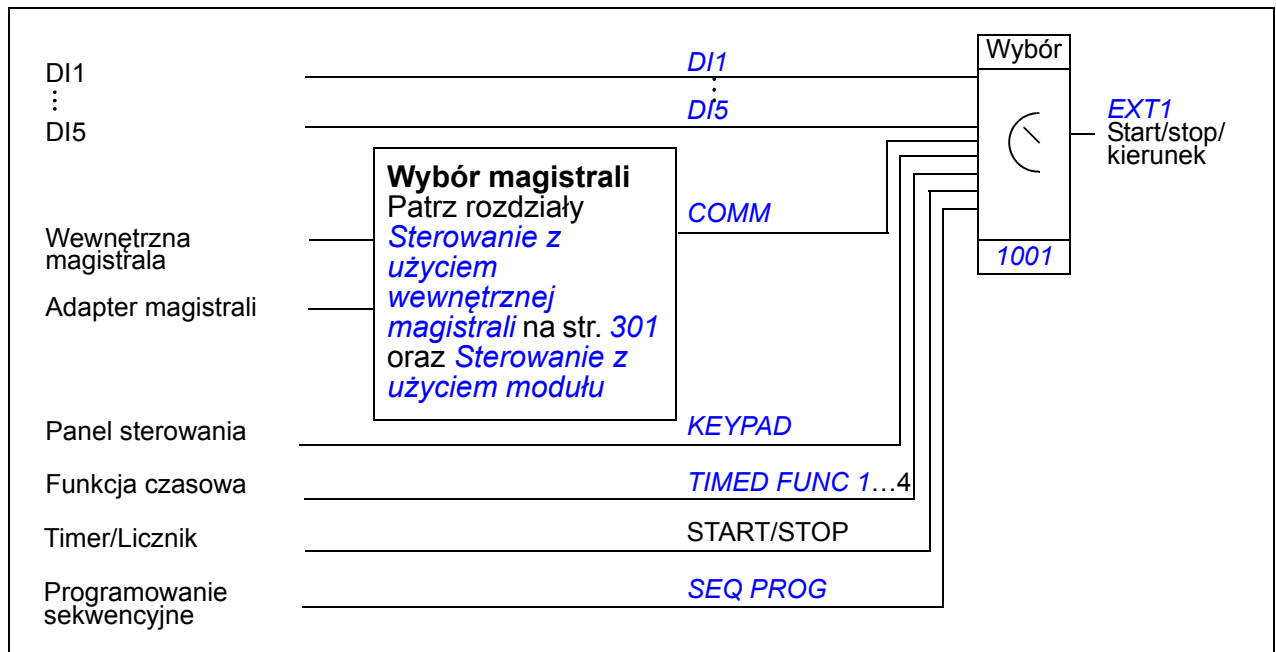 DI1
DI5
Wewnętrzna
magistrala
Adapter magistrali
Panel sterowania
Funkcja czasowa
Timer/Licznik
Programowanie
sekwencyjne
Wybór magistrali
Patrz rozdziały
Sterowanie z
użyciem
wewnętrznej
magistrali na str. 301
oraz Sterowanie z
użyciem modułu
DI1
DI5
COMM
KEYPAD
TIMED FUNC 1…4
START/STOP
SEQ PROG
Wybór
1001
EXT1
Start/stop/
kierunek